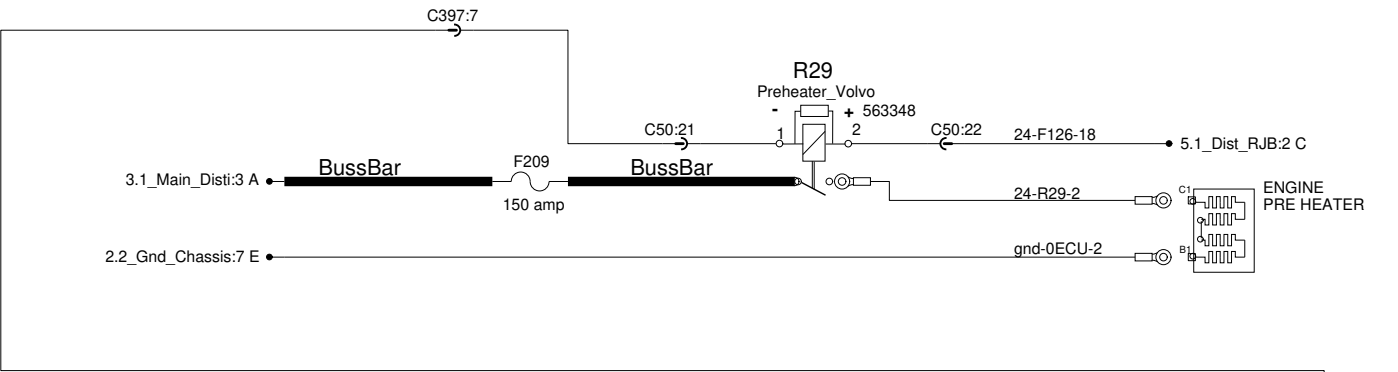 C397:7
R29
Preheater_Volvo
- + 563348
C50:21
1
2
C50:22
24-F126-18
5.1_Dist_RJB:2 C
3.1_Main_Disti:3 A
BussBar
F209
150 amp
BussBar
24-R29-2
C1
ENGINE
PRE HEATER
2.2_Gnd_Chassis:7 E
gnd-0ECU-2
B1